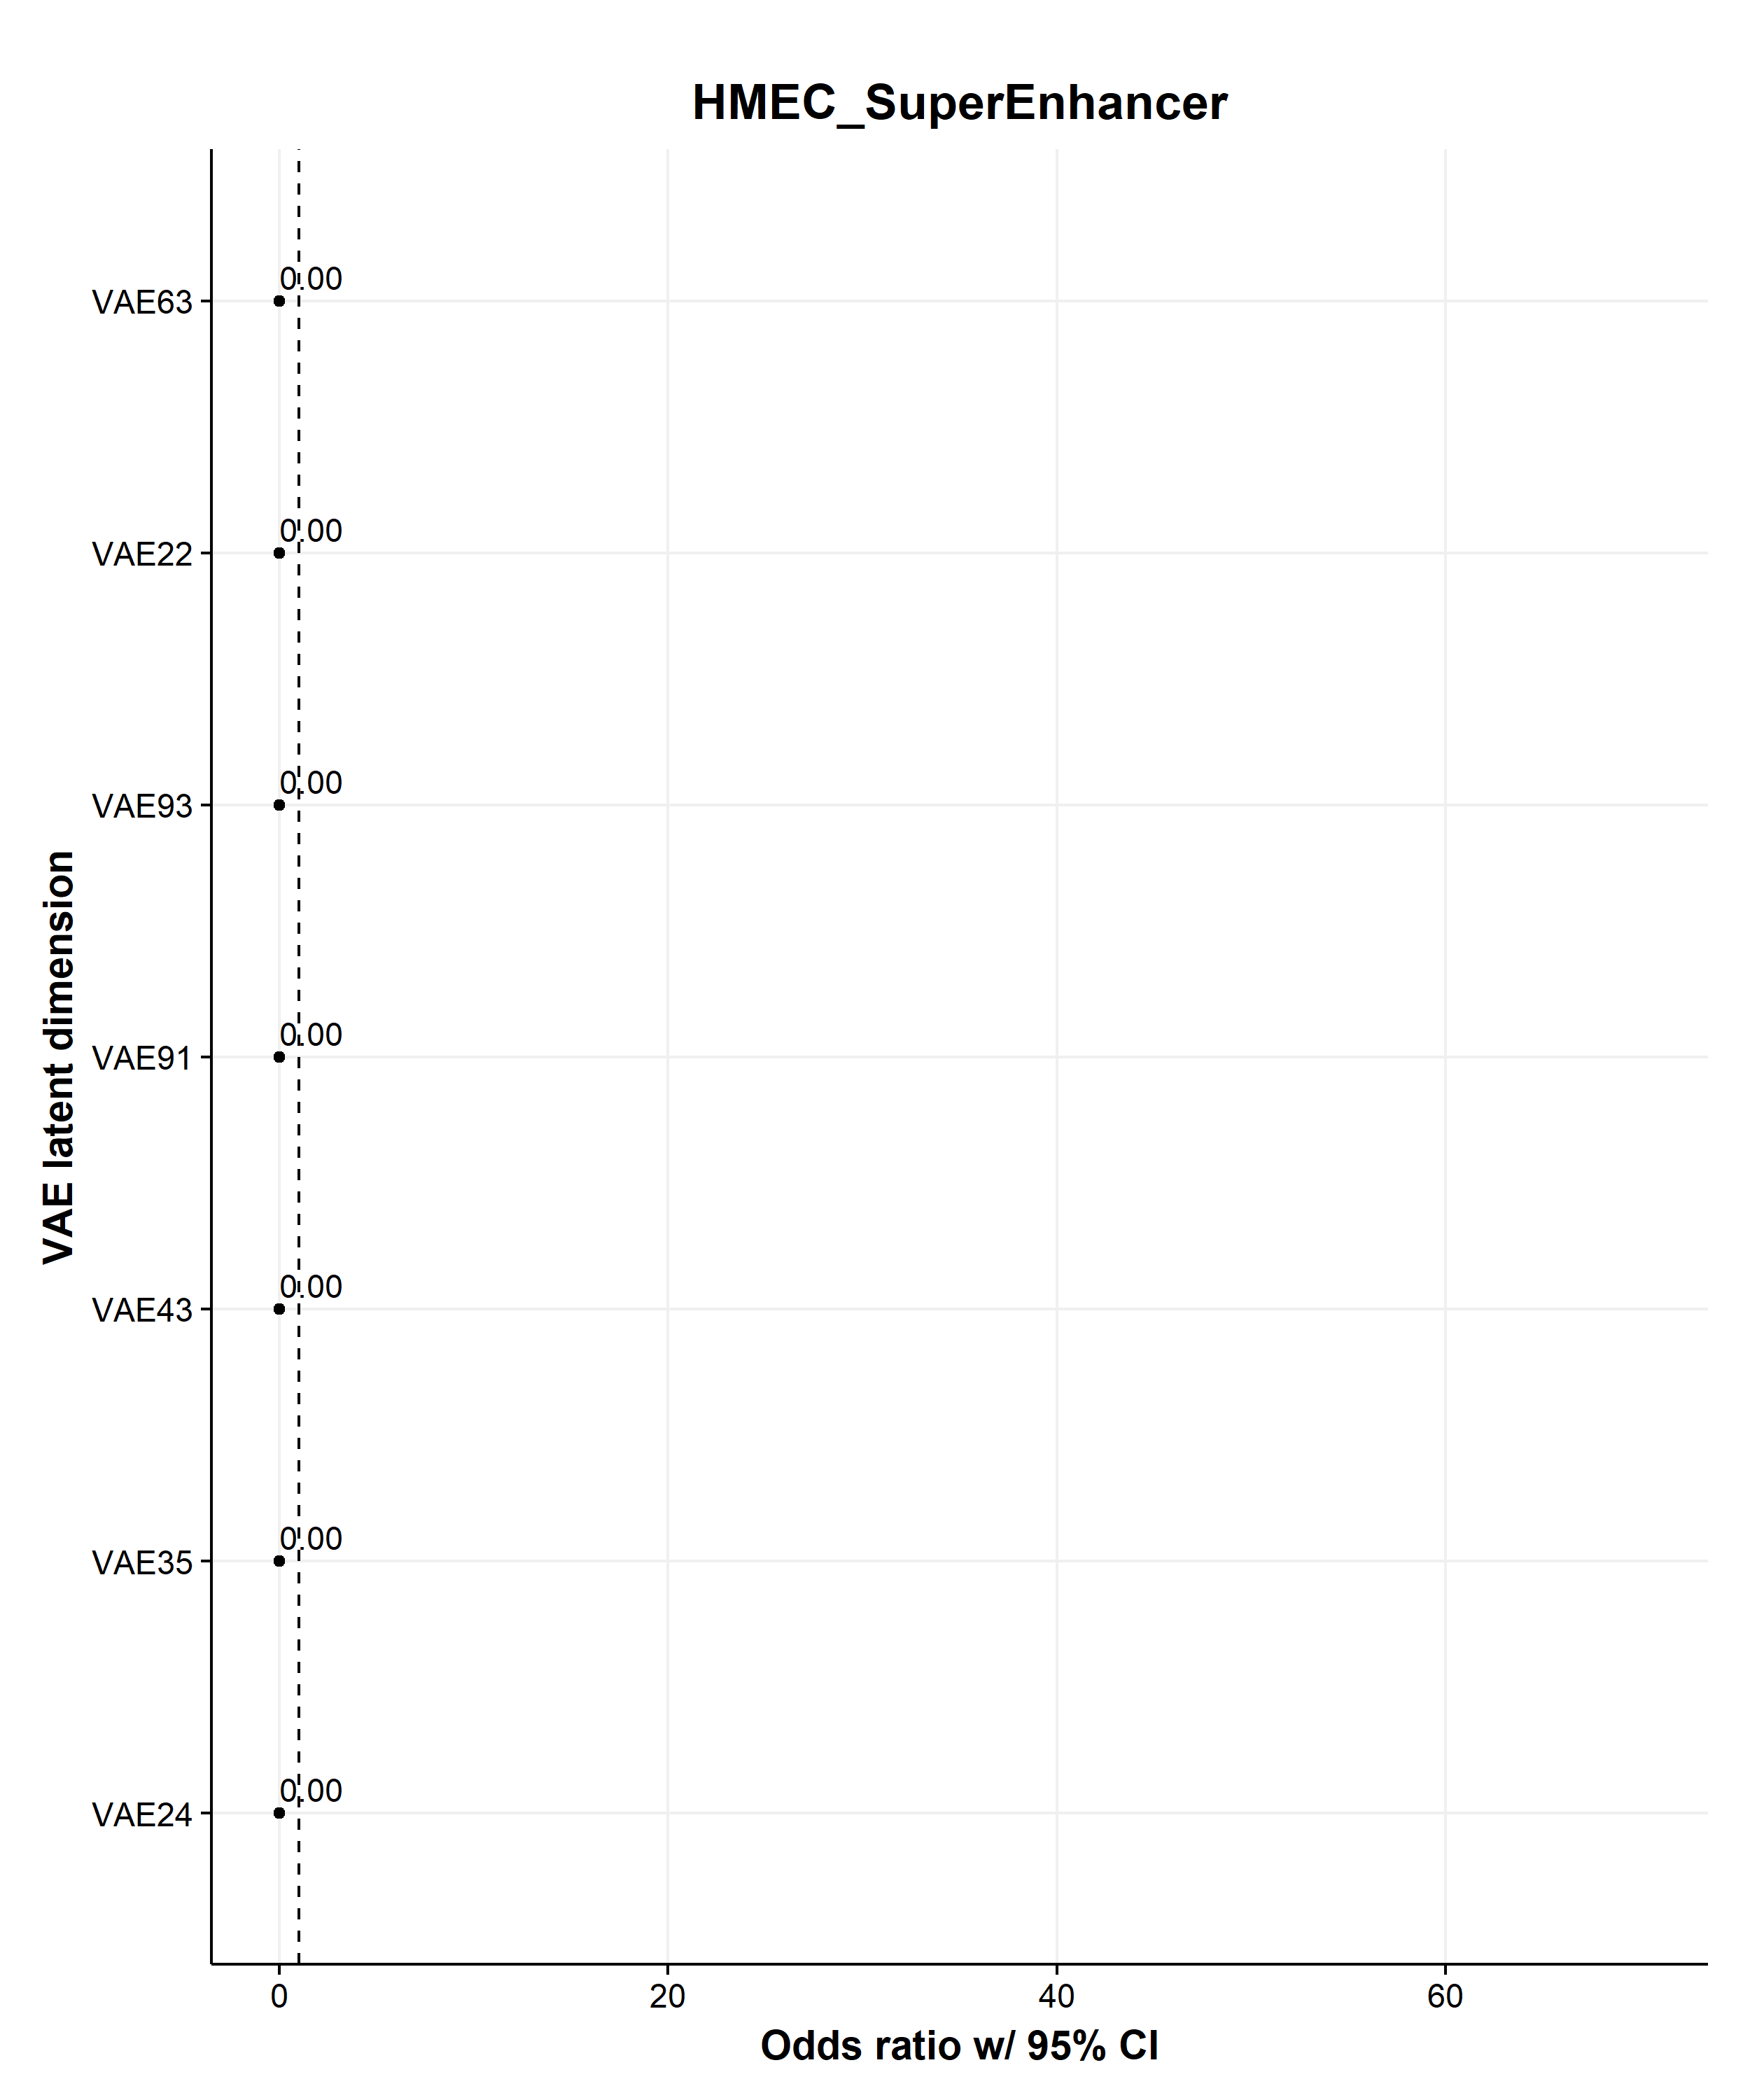 HMEC_SuperEnhancer
VAE latent dimension
VAE63
0.00
VAE22
0.00
VAE93
0.00
VAE91
0.00
VAE43
0.00
VAE35
0.00
VAE24
0.00
0 20 40 60
Odds ratio w/ 95% CI